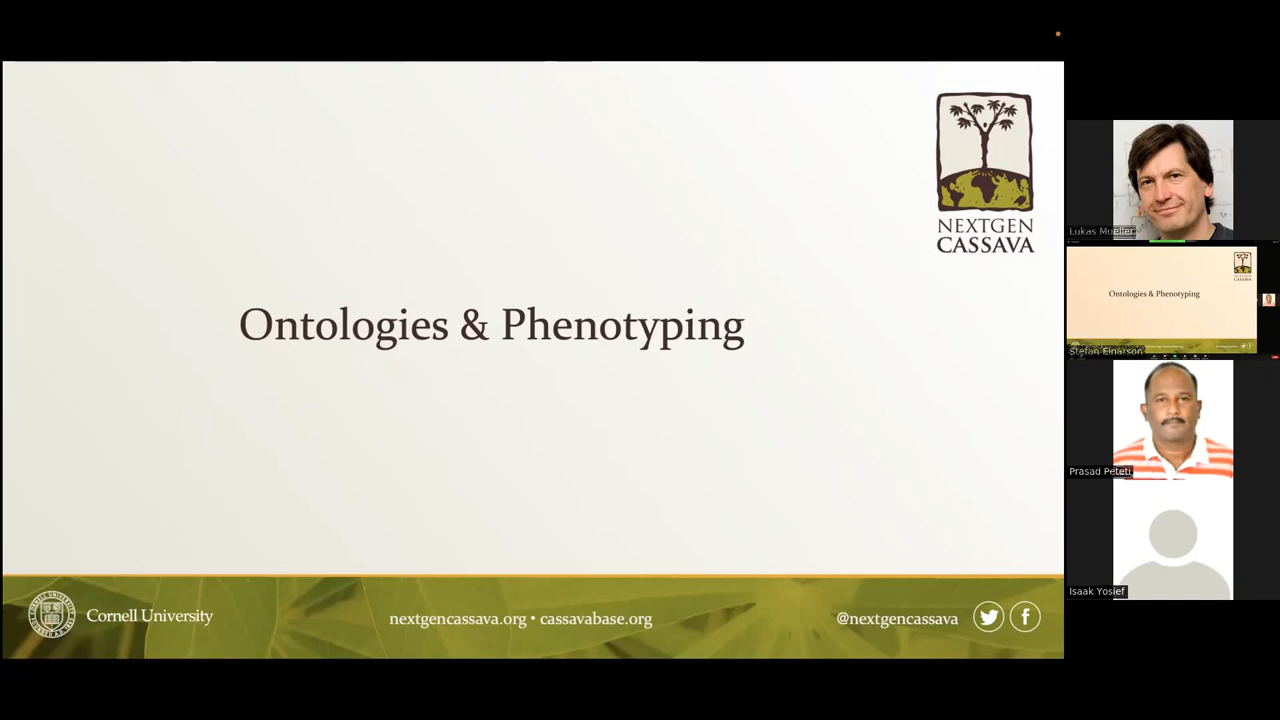 NEXTGEN
CASSAVA
Ontologies & Phenotyping
Cornell University
nextgencassava.org • cassavabase.org
@nextgencassava
Lukas Mueller
Ontologies & Phenotyping
Stefan Einarson
Prasad Peteti
Isaak Yosief